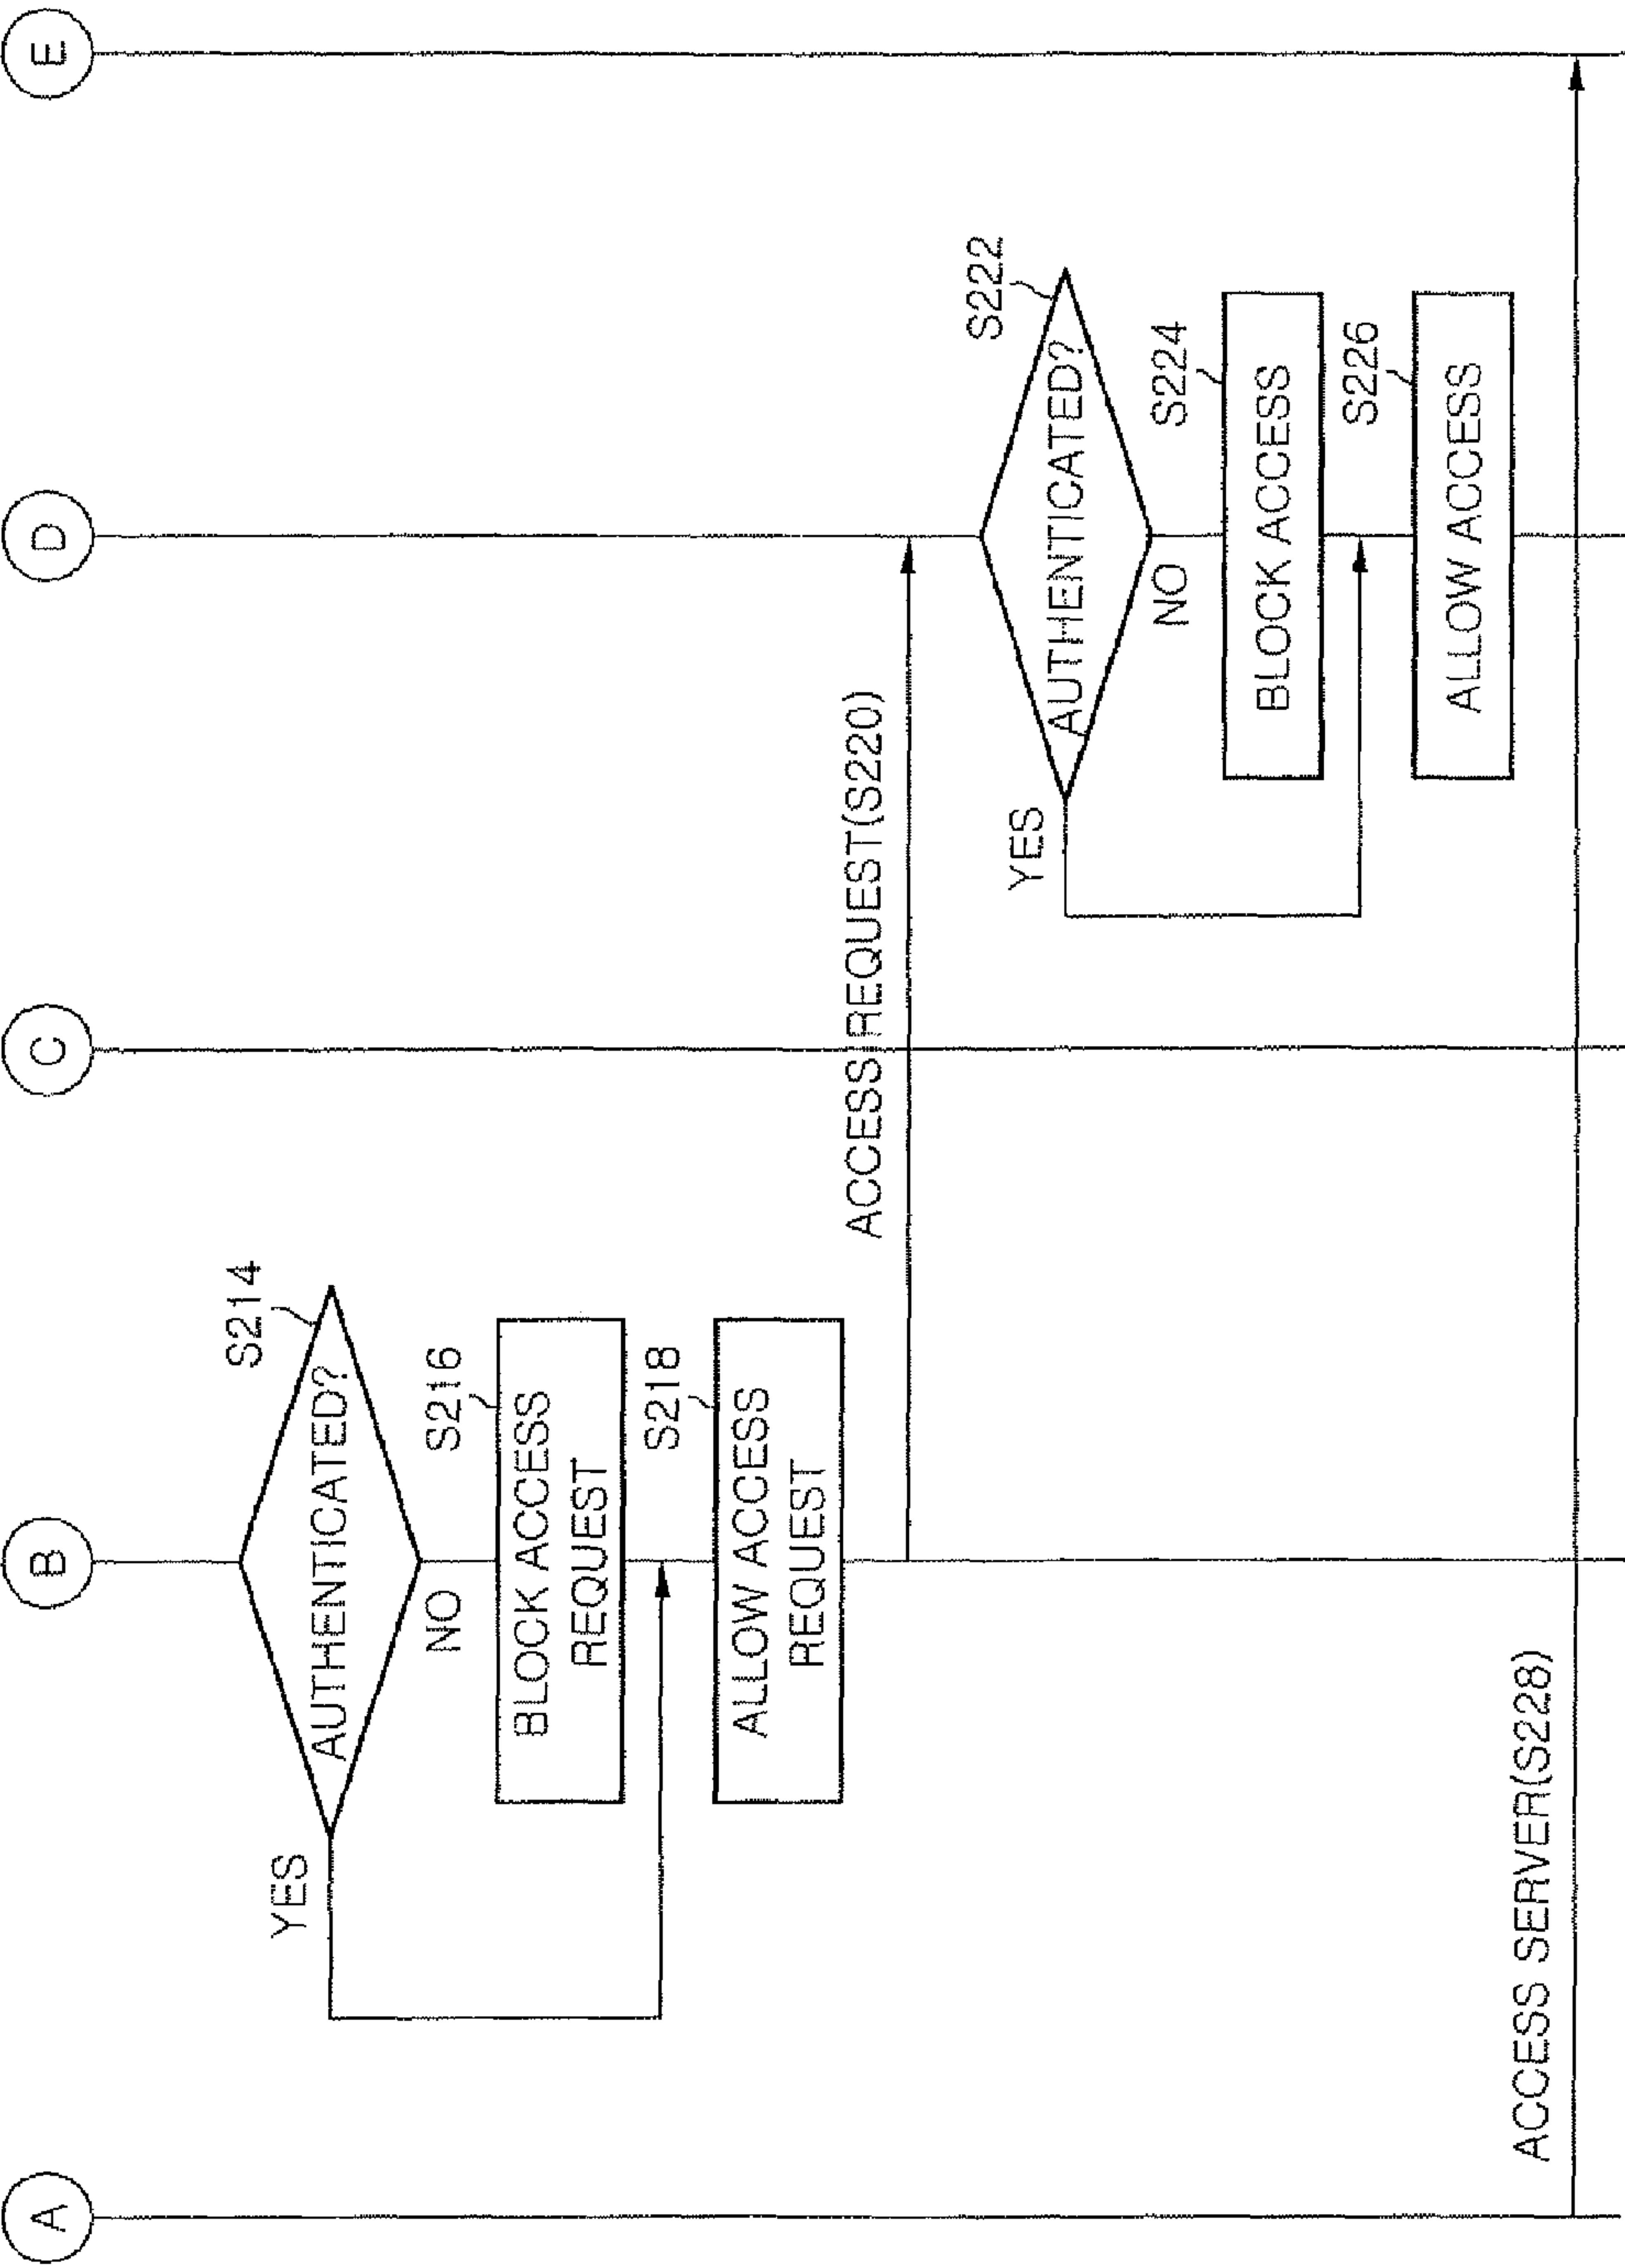 A
B
C
D
E
S214
AUTHENTICATED?
YES
NO
S216
BLOCK ACCESS
REQUEST
S218
ALLOW ACCESS
REQUEST
ACCESS REQUEST(S220)
S222
AUTHENTICATED?
YES
NO
S224
BLOCK ACCESS
S226
ALLOW ACCESS
ACCESS SERVER(S228)